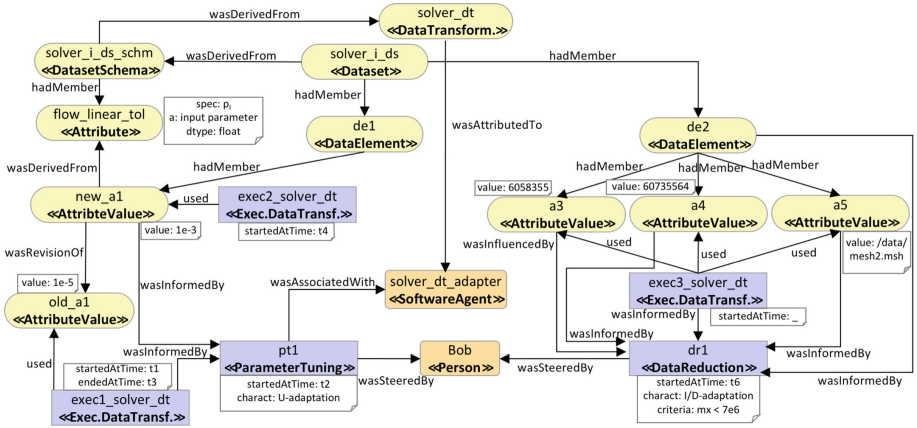 wasDerivedFrom
solver_dt
≪DataTransform.≫
solver_i_ds_schm
≪DatasetSchema≫
wasDerivedFrom
solver_i_ds
≪Dataset≫
hadMember
hadMember
hadMember
flow_linear_tol
≪Attribute≫
spec: pᵢ
a: input parameter
dtype: float
de1
≪DataElement≫
wasAttributedTo
de2
≪DataElement≫
wasDerivedFrom
hadMember
hadMember
hadMember
hadMember
new_a1
≪AttribteValue≫
used
exec2_solver_dt
≪Exec.DataTransf.≫
startedAtTime: t4
value: 1e-3
value: 6058355
value: 60735564
a3
≪AttributeValue≫
a4
≪AttributeValue≫
a5
≪AttributeValue≫
value: /data/
mesh2.msh
wasInfluencedBy
used
used
used
wasRevisionOf
value: 1e-5
old_a1
≪AttributeValue≫
wasInformedBy
wasAssociatedWith
solver_dt_adapter
≪SoftwareAgent≫
exec3_solver_dt
≪Exec.DataTransf.≫
startedAtTime: _
wasInformedBy
wasInformedBy
used
wasInformedBy
startedAtTime: t1
endedAtTime: t3
exec1_solver_dt
≪Exec.DataTransf.≫
pt1
≪ParameterTuning≫
startedAtTime: t2
charact: U-adaptation
wasSteeredBy
Bob
≪Person≫
wasSteeredBy
dr1
≪DataReduction≫
startedAtTime: t6
charact: I/D-adaptation
criteria: mx < 7e6
wasInformedBy
wasInformedBy